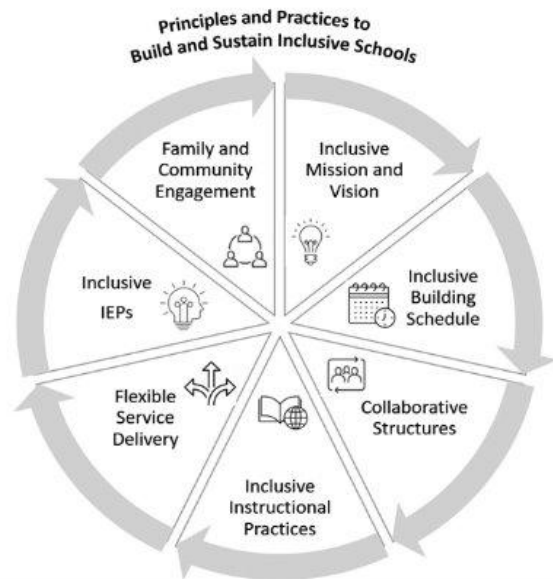 Principles and Practices to
Build and Sustain Inclusive Schools
Inclusive
Mission and
Vision
Inclusive
Building
Schedule
Collaborative
Structures
Inclusive
Instructional
Practices
Flexible
Service
Delivery
Inclusive
IEPs
Family and
Community
Engagement